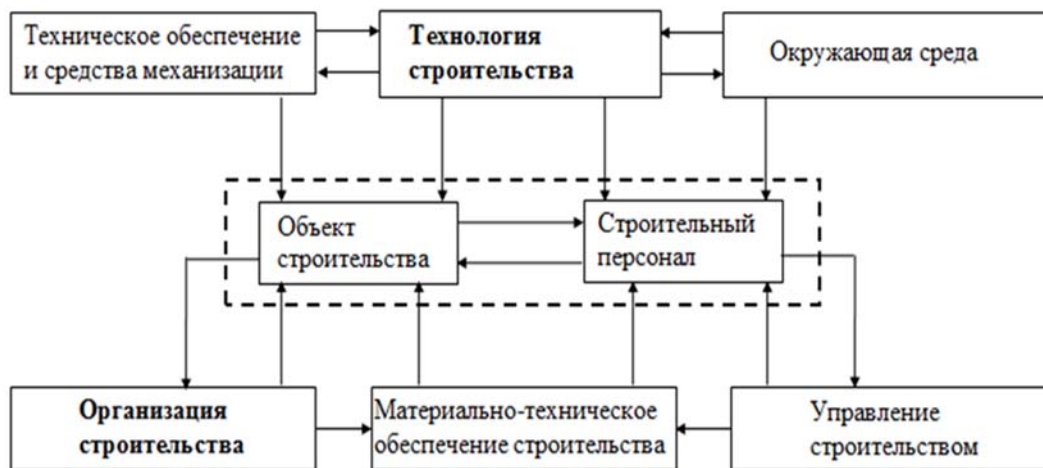 Техническое обеспечение
и средства механизации
Технология
строительства
Окружающая среда
Объект
строительства
Строительный
персонал
Организация
строительства
Материально-техническое
обеспечение строительства
Управление
строительством